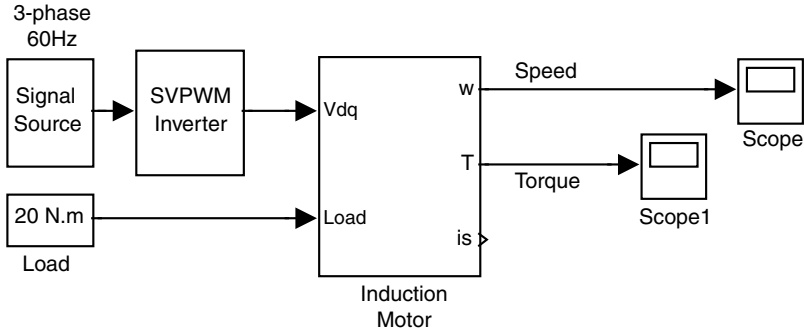 3-phase
60Hz
Signal
Source
SVPWM
Inverter
Vdq
w
Speed
Scope
T
Torque
Scope1
20 N.m
Load
Load
is
Induction
Motor